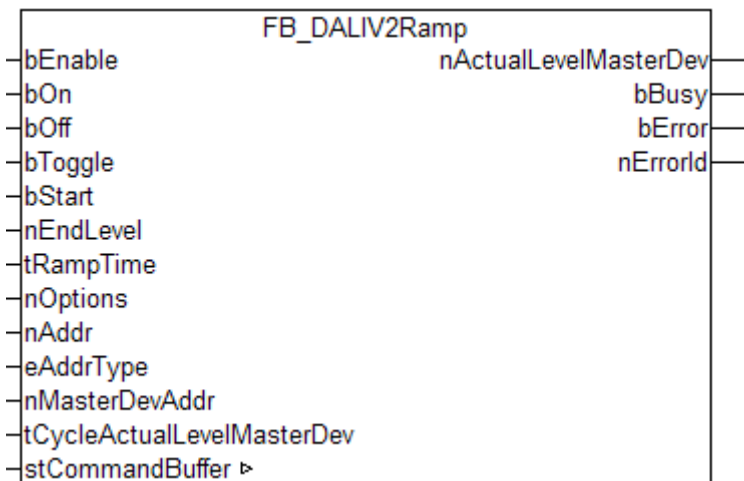 FB_DALIV2Ramp
bEnable nActualLevelMasterDev
bOn bBusy
bOff bError
bToggle nErrorId
bStart
nEndLevel
tRampTime
nOptions
nAddr
eAddrType
nMasterDevAddr
tCycleActualLevelMasterDev
stCommandBuffer ▷